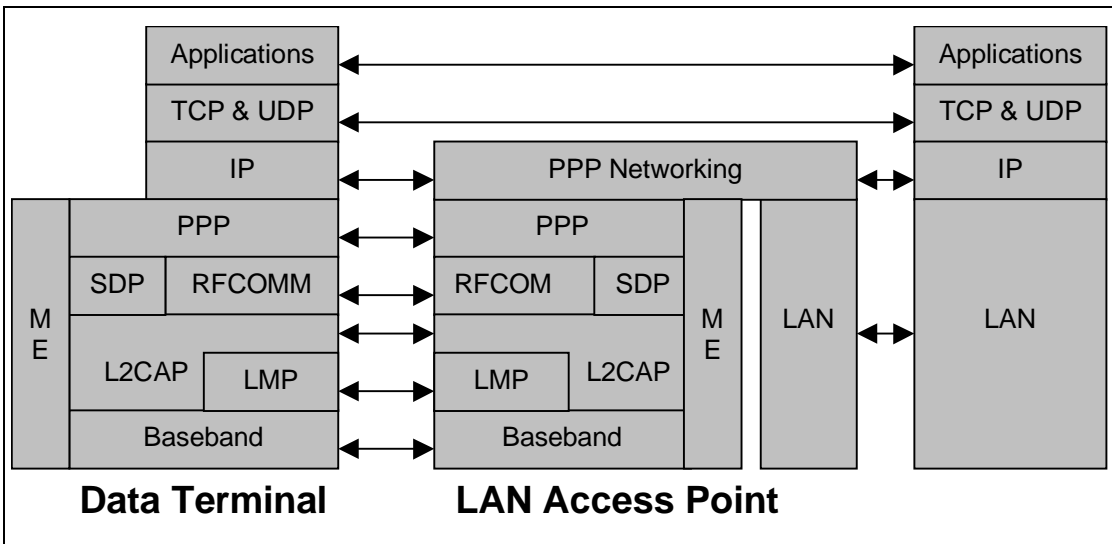 Applications
Applications
TCP & UDP
TCP & UDP
IP
PPP Networking
IP
PPP
PPP
SDP
RFCOMM
RFCOM
SDP
M
E
M
E
LAN
LAN
L2CAP
LMP
LMP
L2CAP
Baseband
Baseband
Data Terminal
LAN Access Point